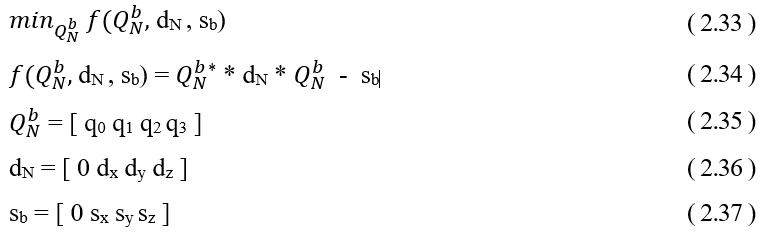 min_{Q_N^b} f(Q_N^b, d_N , s_b) ( 2.33 )
f(Q_N^b, d_N , s_b) = Q_N^{b *} * d_N * Q_N^b - s_b ( 2.34 )
Q_N^b = [ q_0 q_1 q_2 q_3 ] ( 2.35 )
d_N = [ 0 d_x d_y d_z ] ( 2.36 )
s_b = [ 0 s_x s_y s_z ] ( 2.37 )